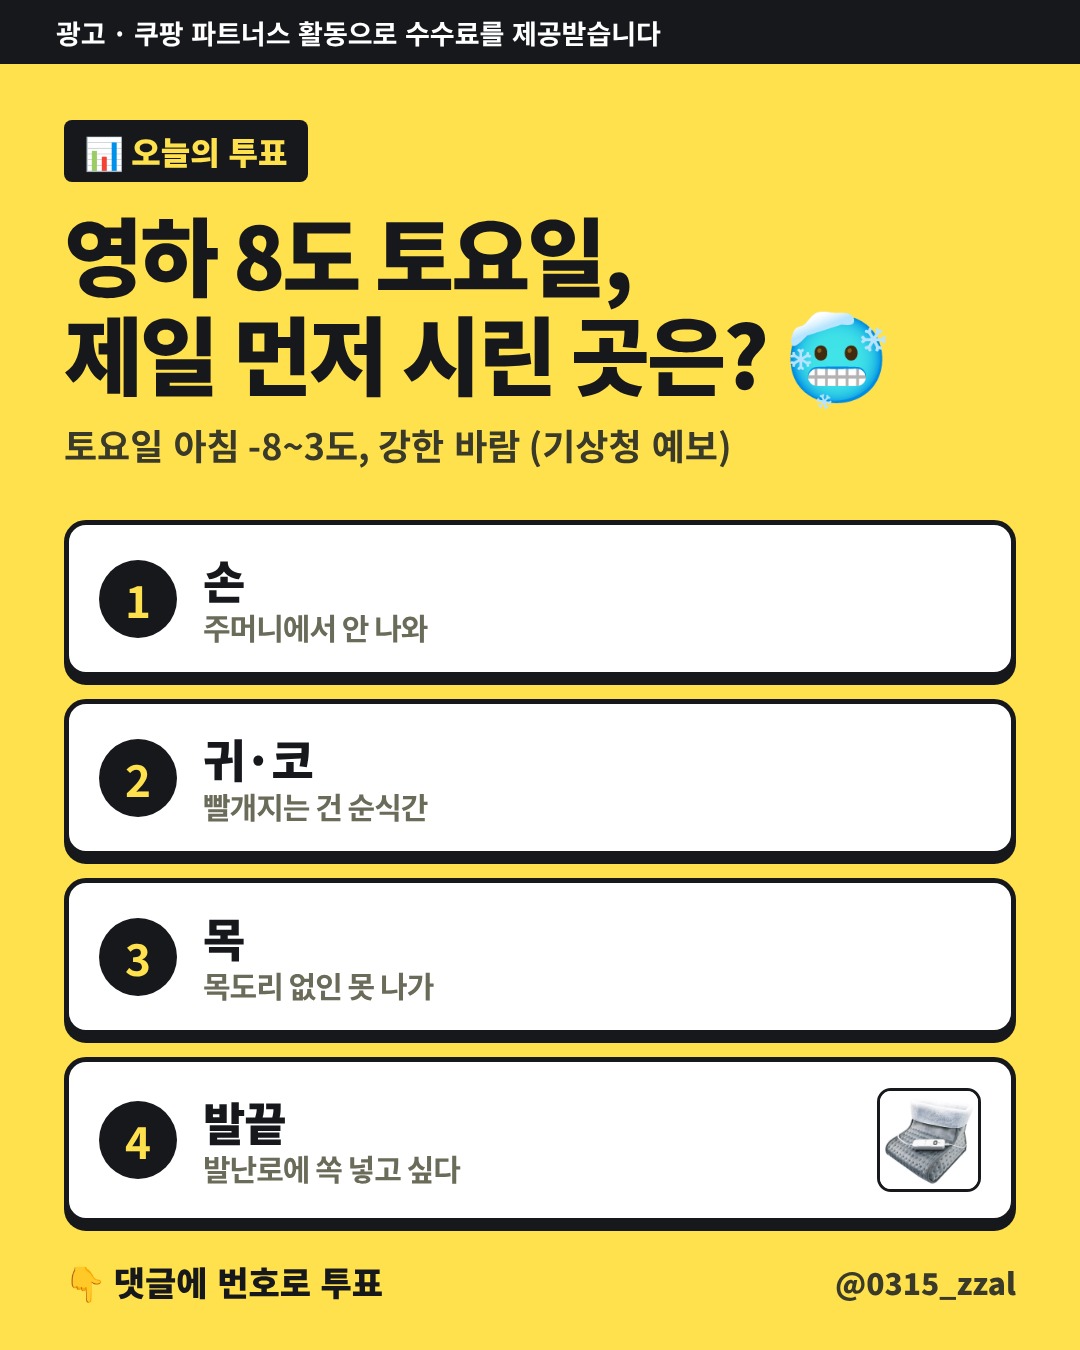 광고 · 쿠팡 파트너스 활동으로 수수료를 제공받습니다
📊 오늘의 투표
영하 8도 토요일,
제일 먼저 시린 곳은? 🥶
토요일 아침 -8~3도, 강한 바람 (기상청 예보)
1 손
주머니에서 안 나와
2 귀·코
빨개지는 건 순식간
3 목
목도리 없인 못 나가
4 발끝
발난로에 쏙 넣고 싶다
👇 댓글에 번호로 투표
@0315_zzal